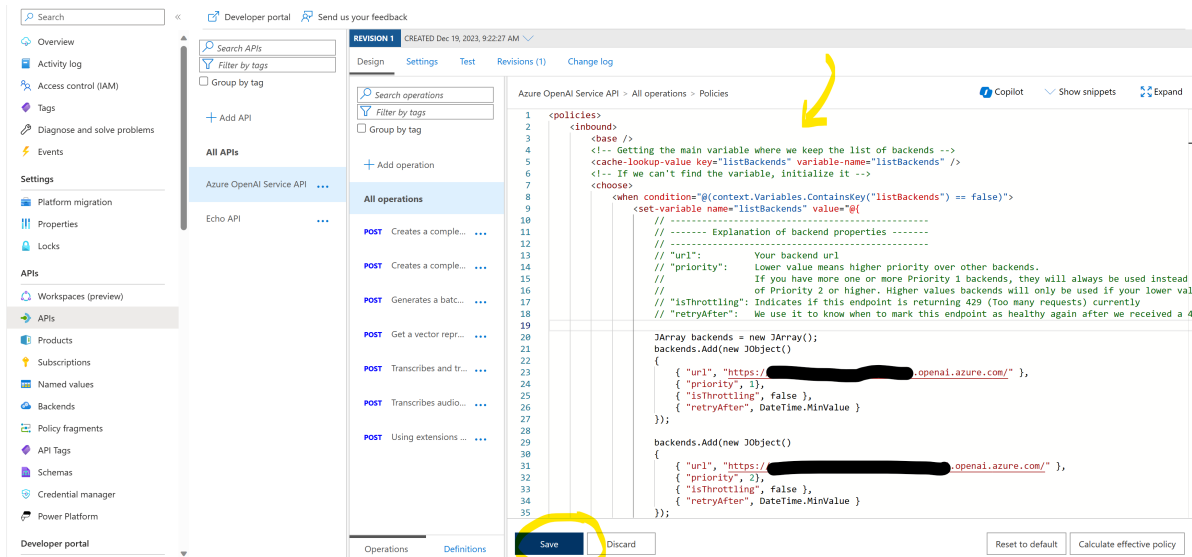 Search
«
Overview
Activity log
Access control (IAM)
Tags
Diagnose and solve problems
Events
Settings
Platform migration
Properties
Locks
APIs
Workspaces (preview)
APIs
Products
Subscriptions
Named values
Backends
Policy fragments
API Tags
Schemas
Credential manager
Power Platform
Developer portal
Developer portal
Send us your feedback
Search APIs
Filter by tags
Group by tag
+ Add API
All APIs
Azure OpenAI Service API ...
Echo API ...
REVISION 1 CREATED Dec 19, 2023, 9:22:27 AM
Design Settings Test Revisions (1) Change log
Search operations
Filter by tags
Group by tag
+ Add operation
All operations
POST Creates a comple... ...
POST Creates a comple... ...
POST Generates a batc... ...
POST Get a vector repr... ...
POST Transcribes and tr... ...
POST Transcribes audio... ...
POST Using extensions ... ...
Operations Definitions
Azure OpenAI Service API > All operations > Policies
Copilot Show snippets Expand
1 <policies>
2 <inbound>
3 <base />
4 <!-- Getting the main variable where we keep the list of backends -->
5 <cache-lookup-value key="listBackends" variable-name="listBackends" />
6 <!-- If we can't find the variable, initialize it -->
7 <choose>
8 <when condition="@(context.Variables.ContainsKey("listBackends") == false)">
9 <set-variable name="listBackends" value="@{
10 // -------------------------------------------------
11 // ------- Explanation of backend properties -------
12 // -------------------------------------------------
13 // "url": Your backend url
14 // "priority": Lower value means higher priority over other backends.
15 // If you have more one or more Priority 1 backends, they will always be used instead
16 // of Priority 2 or higher. Higher values backends will only be used if your lower val
17 // "isThrottling": Indicates if this endpoint is returning 429 (Too many requests) currently
18 // "retryAfter": We use it to know when to mark this endpoint as healthy again after we received a 4
19
20 JArray backends = new JArray();
21 backends.Add(new JObject()
22 {
23 { "url", "https:/ .openai.azure.com/" },
24 { "priority", 1},
25 { "isThrottling", false },
26 { "retryAfter", DateTime.MinValue }
27 });
28
29 backends.Add(new JObject()
30 {
31 { "url", "https:/ .openai.azure.com/" },
32 { "priority", 2},
33 { "isThrottling", false },
34 { "retryAfter", DateTime.MinValue }
35 });
Save Discard Reset to default Calculate effective policy